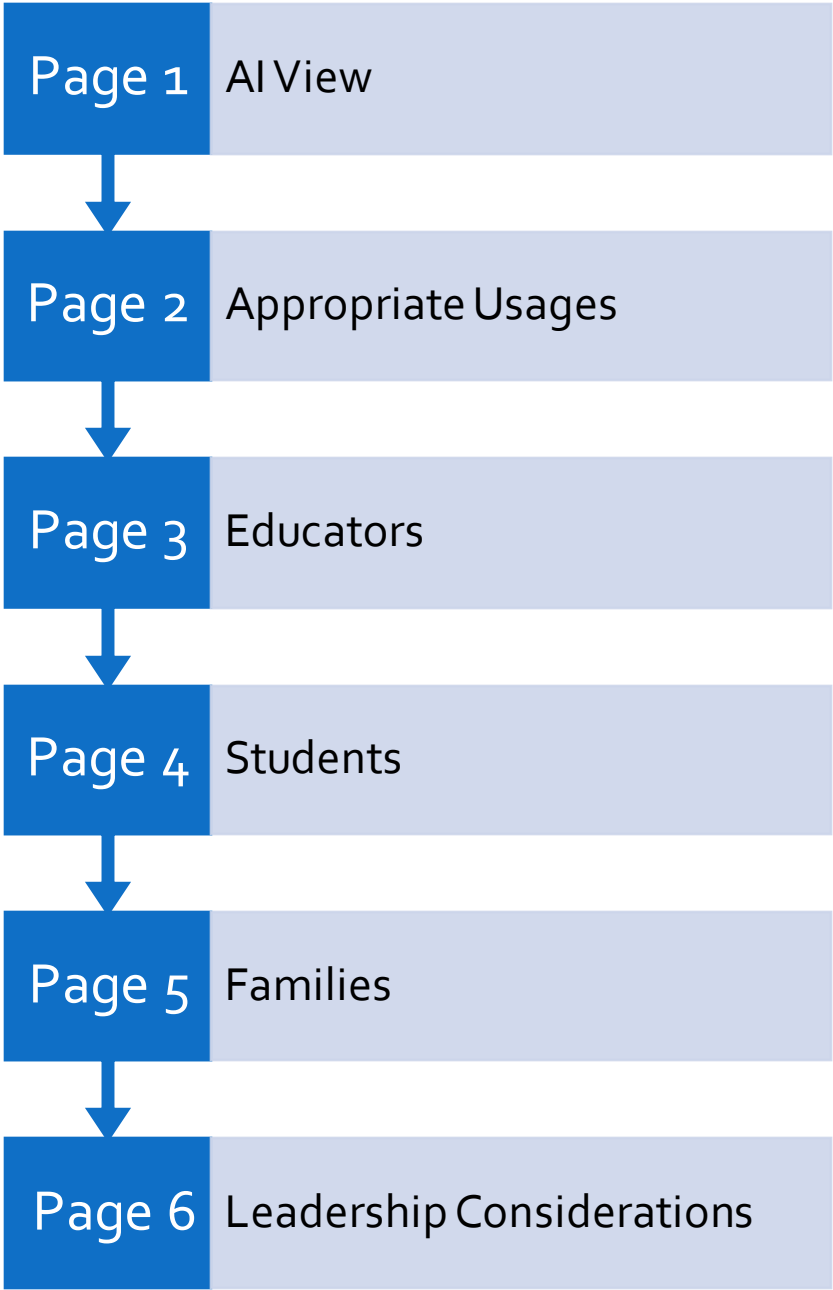 Page 1 AI View
Page 2 Appropriate Usages
Page 3 Educators
Page 4 Students
Page 5 Families
Page 6 Leadership Considerations